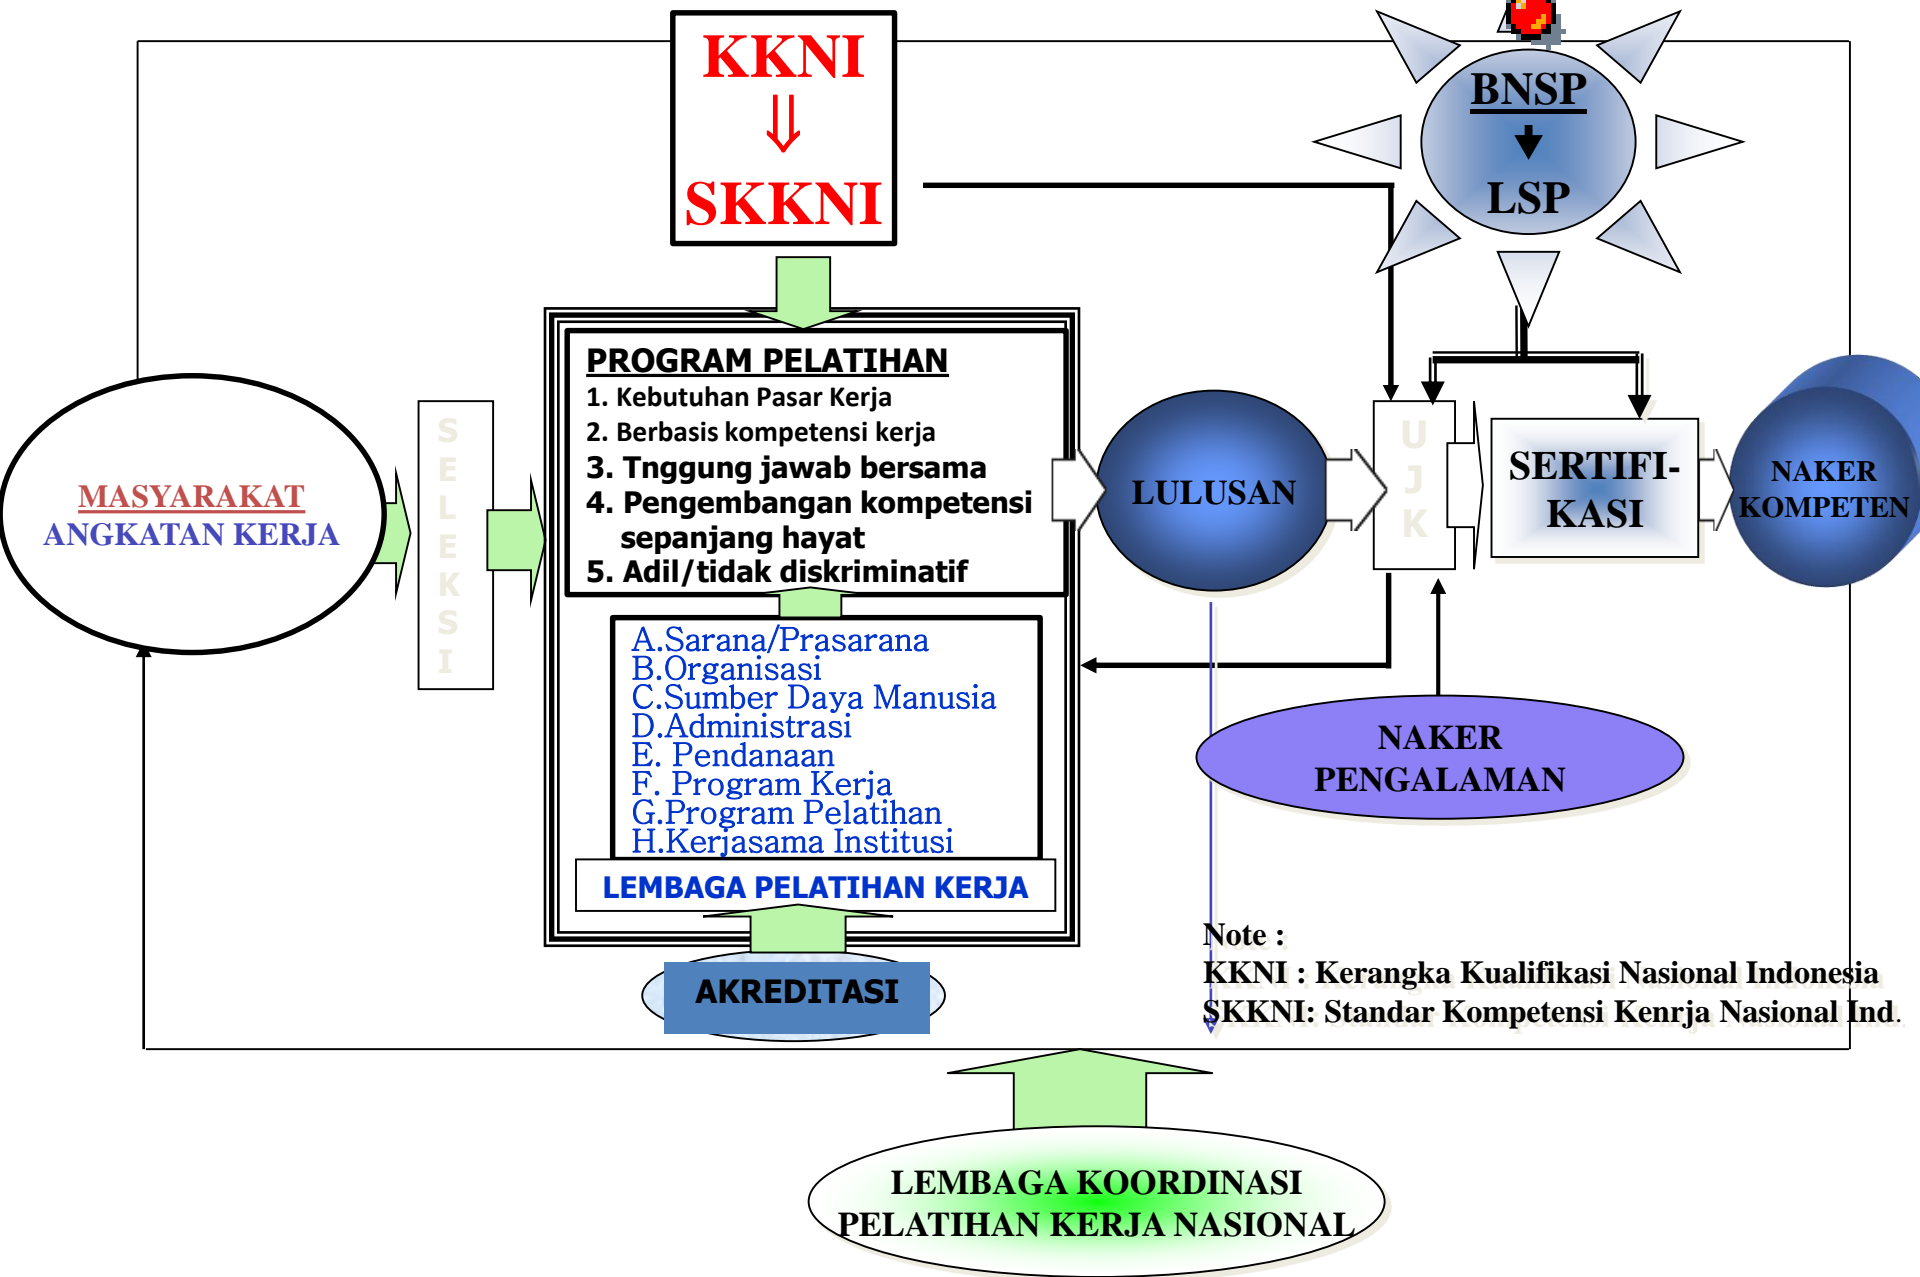 KKNI
⇓
SKKNI
BNSP
LSP
MASYARAKAT
ANGKATAN KERJA
S
E
L
E
K
S
I
PROGRAM PELATIHAN
1. Kebutuhan Pasar Kerja
2. Berbasis kompetensi kerja
3. Tnggung jawab bersama
4. Pengembangan kompetensi
sepanjang hayat
5. Adil/tidak diskriminatif
A.Sarana/Prasarana
B.Organisasi
C.Sumber Daya Manusia
D.Administrasi
E. Pendanaan
F. Program Kerja
G.Program Pelatihan
H.Kerjasama Institusi
LEMBAGA PELATIHAN KERJA
AKREDITASI
LULUSAN
U
J
K
SERTIFI-
KASI
NAKER
KOMPETEN
NAKER
PENGALAMAN
Note :
KKNI : Kerangka Kualifikasi Nasional Indonesia
SKKNI: Standar Kompetensi Kenrja Nasional Ind.
LEMBAGA KOORDINASI
PELATIHAN KERJA NASIONAL